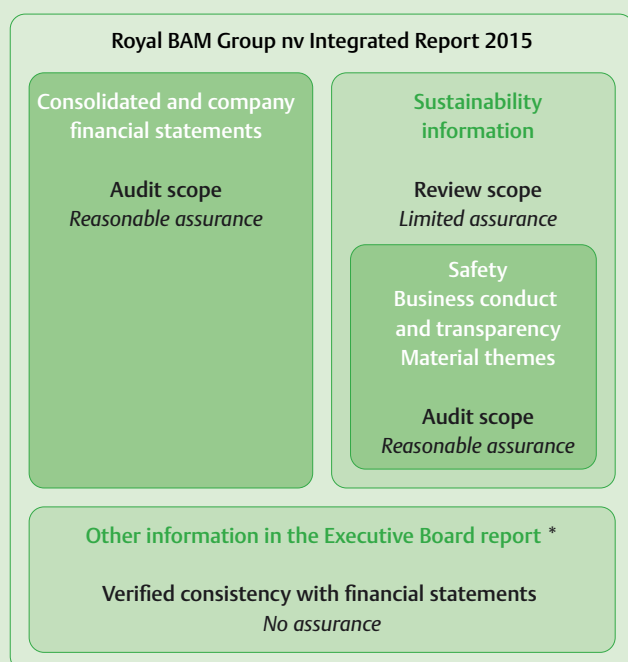 Royal BAM Group nv Integrated Report 2015
Consolidated and company
financial statements
Audit scope
Reasonable assurance
Sustainability
information
Review scope
Limited assurance
Safety
Business conduct
and transparency
Material themes
Audit scope
Reasonable assurance
Other information in the Executive Board report *
Verified consistency with financial statements
No assurance